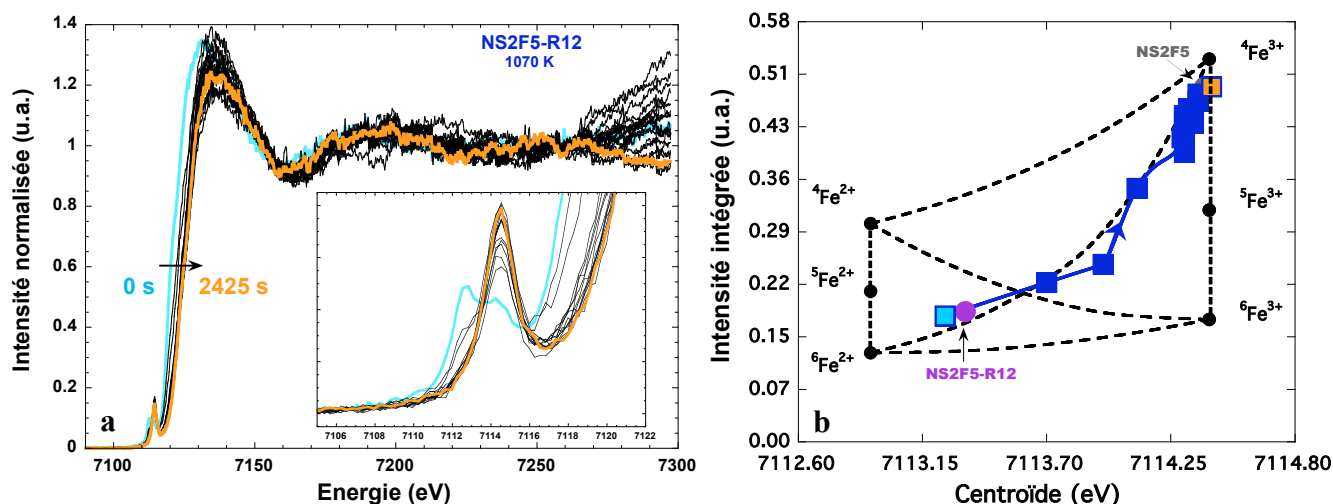 NS2F5-R12
1070 K
Intensité normalisée (u.a.)
1.4
1.2
1
0.8
0.6
0.4
0.2
0
0 s
2425 s
a
7106 7108 7110 7112 7114 7116 7118 7120 7122
7100 7150 7200 7250 7300
Energie (eV)
Intensité intégrée (u.a.)
0.58
0.51
0.43
0.36
0.29
0.22
0.15
0.07
0.00
NS2F5
⁴Fe³⁺
⁴Fe²⁺
⁵Fe³⁺
⁵Fe²⁺
⁶Fe³⁺
⁶Fe²⁺
NS2F5-R12
b
7112.60 7113.15 7113.70 7114.25 7114.80
Centroïde (eV)